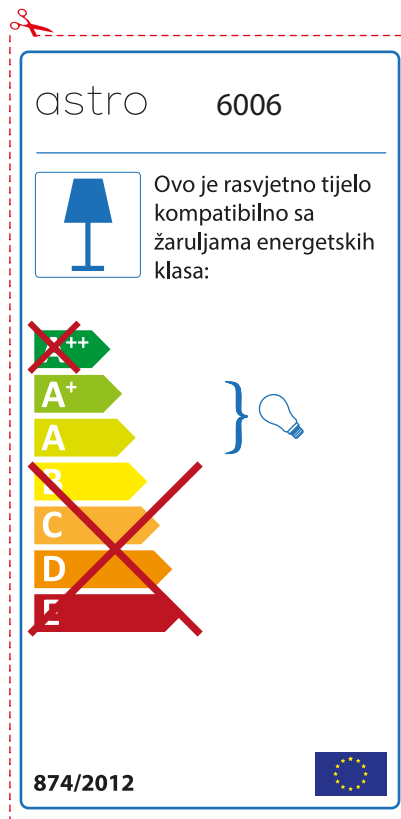 astro 6006
Ovo je rasvjetno tijelo
kompatibilno sa
žaruljama energetskih
klasa:
A++
A+
A
B
C
D
E
874/2012